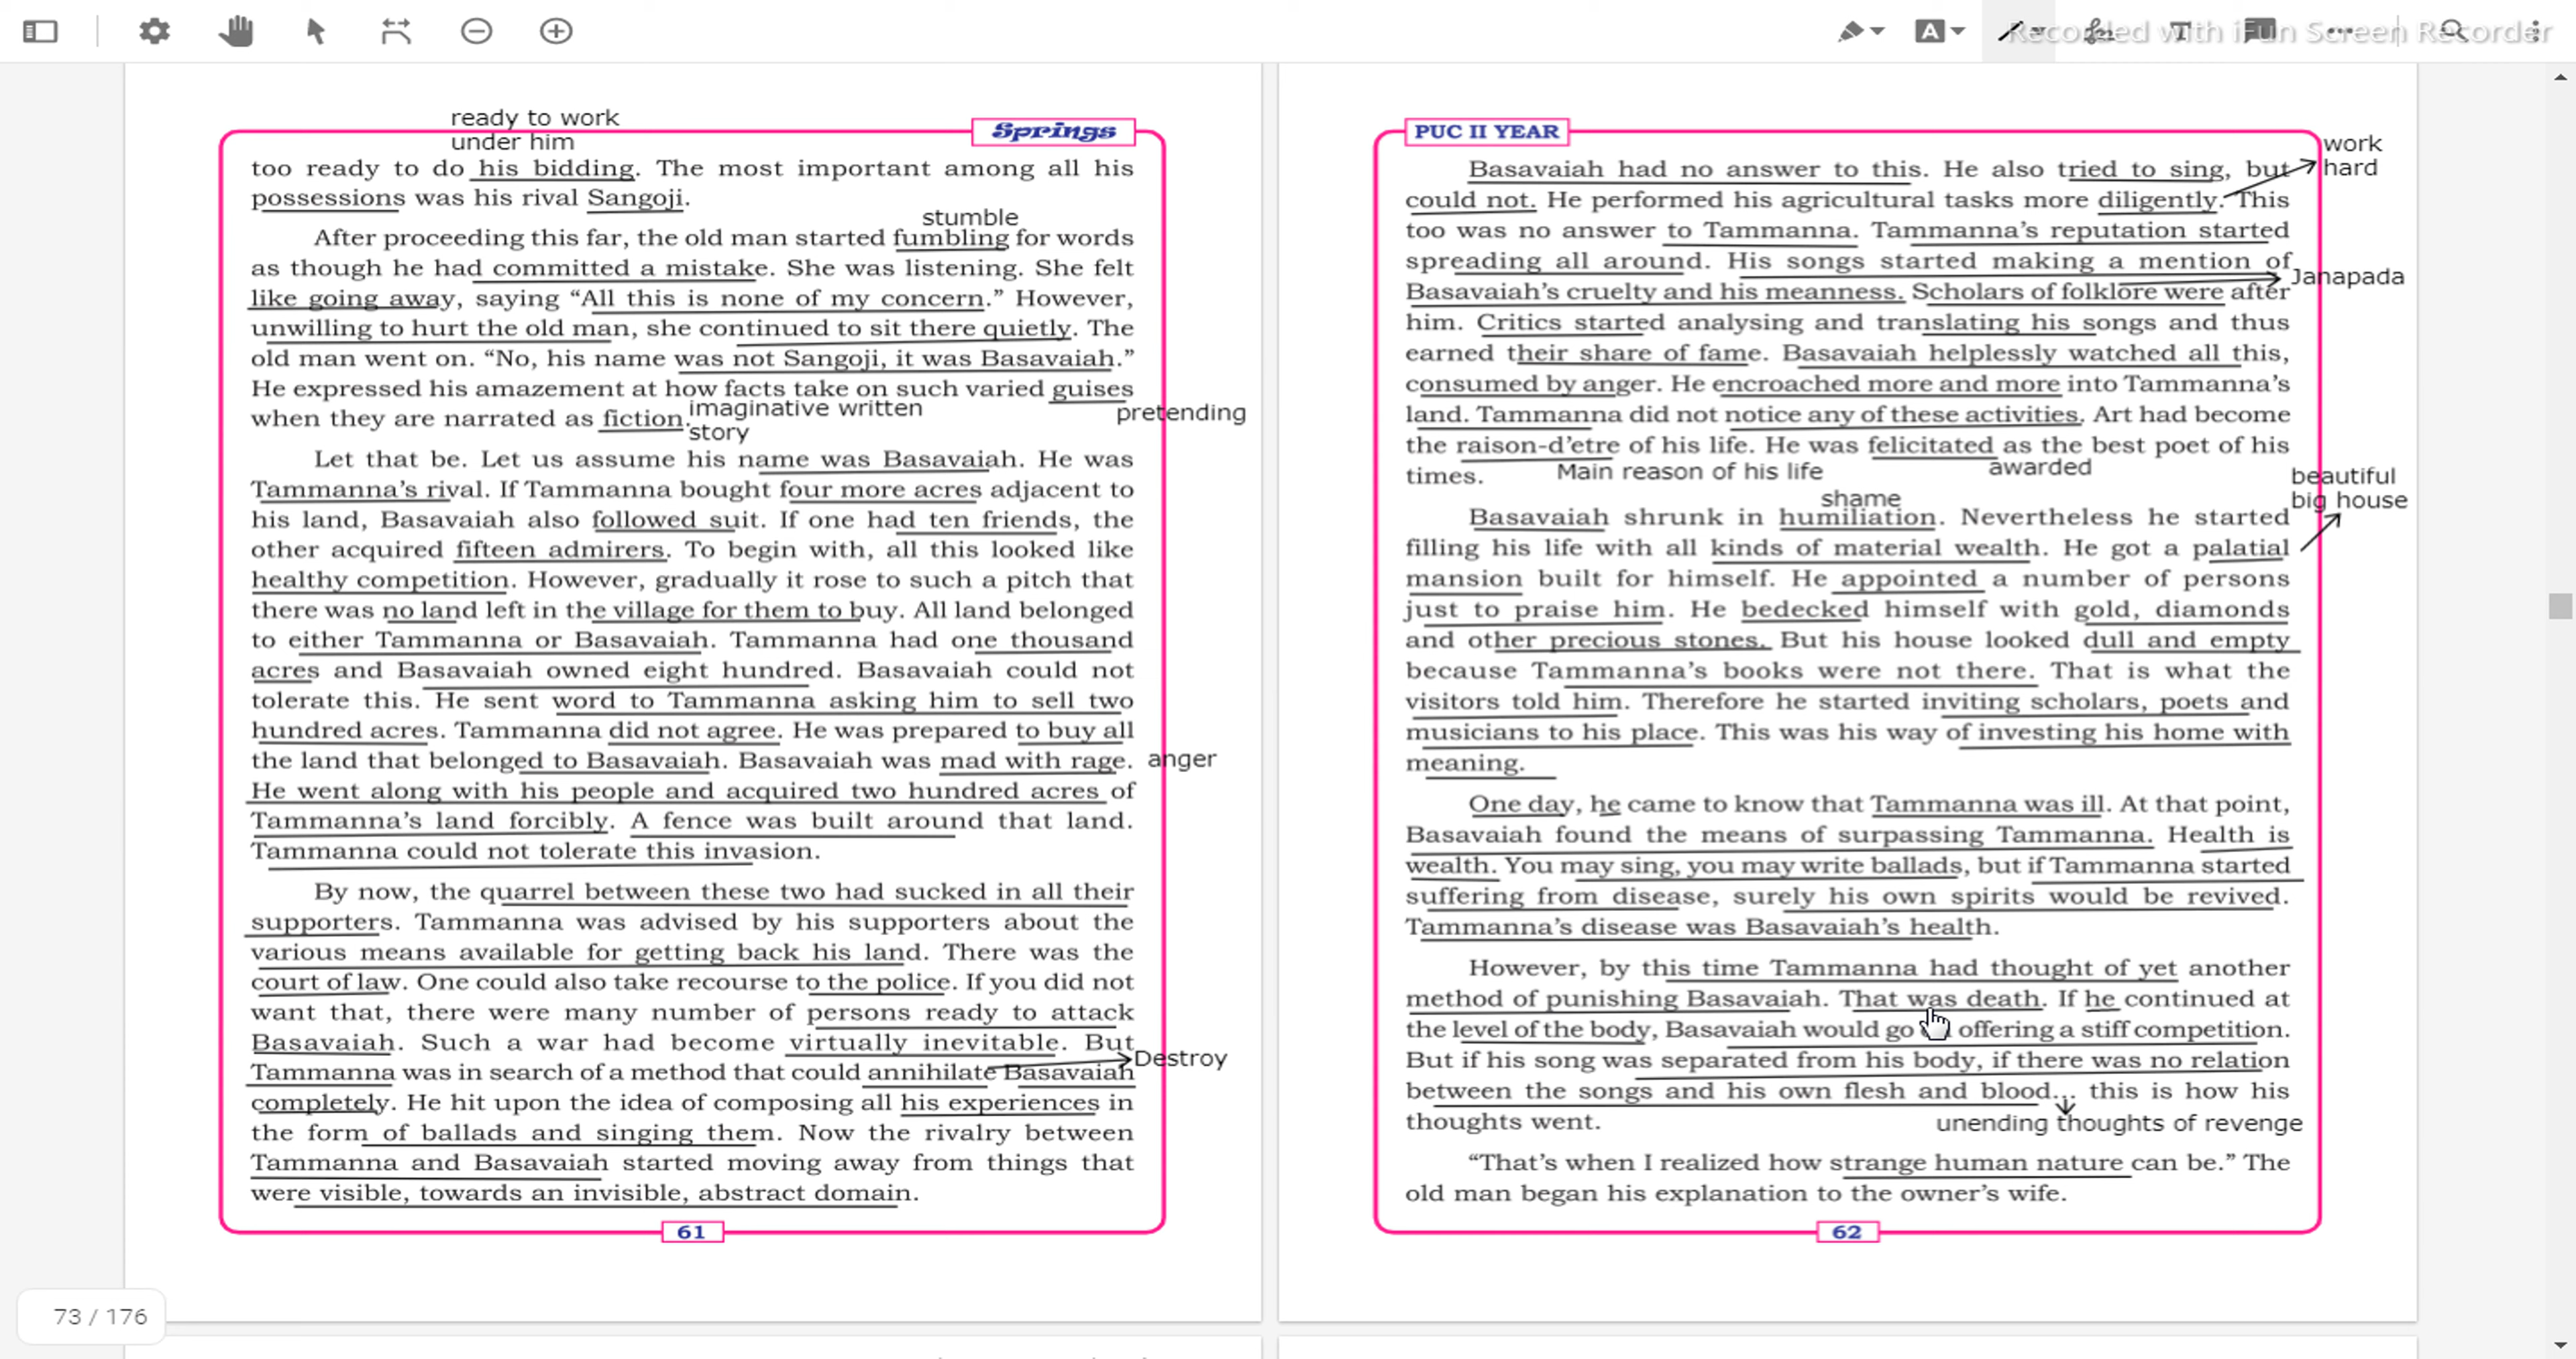 Recorded with iFun Screen Recorder
ready to work
under him
Springs
too ready to do his bidding. The most important among all his
possessions was his rival Sangoji.
stumble
After proceeding this far, the old man started fumbling for words
as though he had committed a mistake. She was listening. She felt
like going away, saying “All this is none of my concern.” However,
unwilling to hurt the old man, she continued to sit there quietly. The
old man went on. “No, his name was not Sangoji, it was Basavaiah.”
He expressed his amazement at how facts take on such varied guises
when they are narrated as fiction.
imaginative written
story
pretending
Let that be. Let us assume his name was Basavaiah. He was
Tammanna’s rival. If Tammanna bought four more acres adjacent to
his land, Basavaiah also followed suit. If one had ten friends, the
other acquired fifteen admirers. To begin with, all this looked like
healthy competition. However, gradually it rose to such a pitch that
there was no land left in the village for them to buy. All land belonged
to either Tammanna or Basavaiah. Tammanna had one thousand
acres and Basavaiah owned eight hundred. Basavaiah could not
tolerate this. He sent word to Tammanna asking him to sell two
hundred acres. Tammanna did not agree. He was prepared to buy all
the land that belonged to Basavaiah. Basavaiah was mad with rage.
anger
He went along with his people and acquired two hundred acres of
Tammanna’s land forcibly. A fence was built around that land.
Tammanna could not tolerate this invasion.
By now, the quarrel between these two had sucked in all their
supporters. Tammanna was advised by his supporters about the
various means available for getting back his land. There was the
court of law. One could also take recourse to the police. If you did not
want that, there were many number of persons ready to attack
Basavaiah. Such a war had become virtually inevitable. But
Destroy
Tammanna was in search of a method that could annihilate Basavaiah
completely. He hit upon the idea of composing all his experiences in
the form of ballads and singing them. Now the rivalry between
Tammanna and Basavaiah started moving away from things that
were visible, towards an invisible, abstract domain.
61
PUC II YEAR
work
hard
Basavaiah had no answer to this. He also tried to sing, but
could not. He performed his agricultural tasks more diligently. This
too was no answer to Tammanna. Tammanna’s reputation started
spreading all around. His songs started making a mention of
Janapada
Basavaiah’s cruelty and his meanness. Scholars of folklore were after
him. Critics started analysing and translating his songs and thus
earned their share of fame. Basavaiah helplessly watched all this,
consumed by anger. He encroached more and more into Tammanna’s
land. Tammanna did not notice any of these activities. Art had become
the raison-d’etre of his life. He was felicitated as the best poet of his
times.
Main reason of his life
awarded
beautiful
big house
shame
Basavaiah shrunk in humiliation. Nevertheless he started
filling his life with all kinds of material wealth. He got a palatial
mansion built for himself. He appointed a number of persons
just to praise him. He bedecked himself with gold, diamonds
and other precious stones. But his house looked dull and empty
because Tammanna’s books were not there. That is what the
visitors told him. Therefore he started inviting scholars, poets and
musicians to his place. This was his way of investing his home with
meaning.
One day, he came to know that Tammanna was ill. At that point,
Basavaiah found the means of surpassing Tammanna. Health is
wealth. You may sing, you may write ballads, but if Tammanna started
suffering from disease, surely his own spirits would be revived.
Tammanna’s disease was Basavaiah’s health.
However, by this time Tammanna had thought of yet another
method of punishing Basavaiah. That was death. If he continued at
the level of the body, Basavaiah would go offering a stiff competition.
But if his song was separated from his body, if there was no relation
between the songs and his own flesh and blood... this is how his
thoughts went.
unending thoughts of revenge
“That’s when I realized how strange human nature can be.” The
old man began his explanation to the owner’s wife.
62
73 / 176